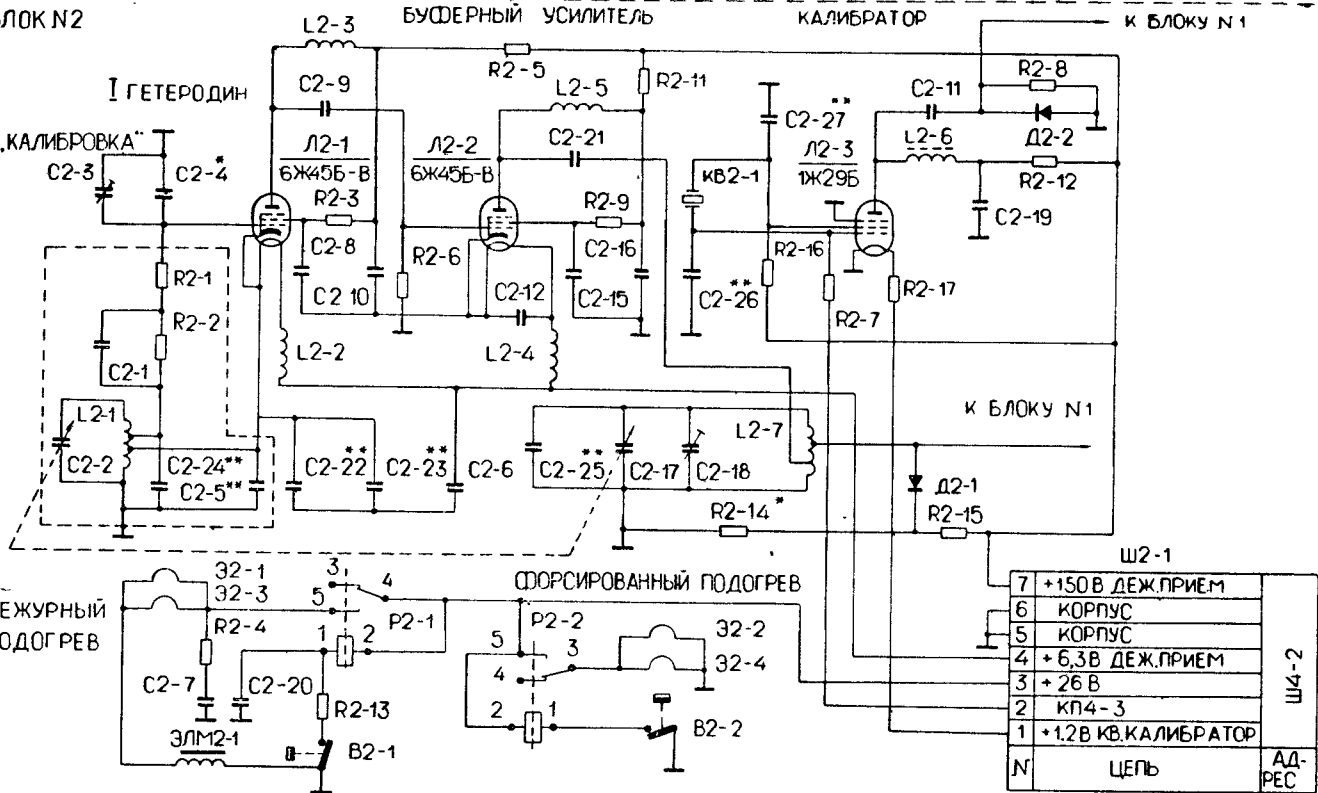 ЛОК N2
БУФЕРНЫЙ УСИЛИТЕЛЬ
КАЛИБРАТОР
К БЛОКУ N1
L2-3
R2-5
R2-11
R2-8
I ГЕТЕРОДИН
C2-9
L2-5
C2-11
C2-27**
Д2-2
„КАЛИБРОВКА"
C2-3
C2-4*
Л2-1
6Ж45Б-В
Л2-2
6Ж45Б-В
C2-21
КВ2-1
Л2-3
1Ж29Б
L2-6
R2-12
R2-3
R2-9
C2-19
C2-8
R2-6
C2-16
R2-16
R2-1
C2 10
C2-12
C2-15
C2-26**
R2-17
R2-2
R2-7
C2-1
L2-2
L2-4
L2-1
К БЛОКУ N1
C2-2
C2-24**
C2-5**
C2-22**
C2-23**
C2-6
C2-25**
C2-17
C2-18
L2-7
Д2-1
R2-14*
R2-15
Ш2-1
ЕЖУРНЫЙ
ОДОГРЕВ
Э2-1
Э2-3
3
4
5
Р2-1
R2-4
1
2
C2-7
C2-20
R2-13
ЭЛМ2-1
В2-1
ФОРСИРОВАННЫЙ ПОДОГРЕВ
Р2-2
5
3
4
Э2-2
Э2-4
2
1
В2-2
7 +150В ДЕЖ.ПРИЕМ
6 КОРПУС
5 КОРПУС
4 +6,3В ДЕЖ.ПРИЕМ
3 +26В
2 КП4-3
1 +1.2В КВ.КАЛИБРАТОР
N ЦЕПЬ
Ш4-2
АД-
РЕС